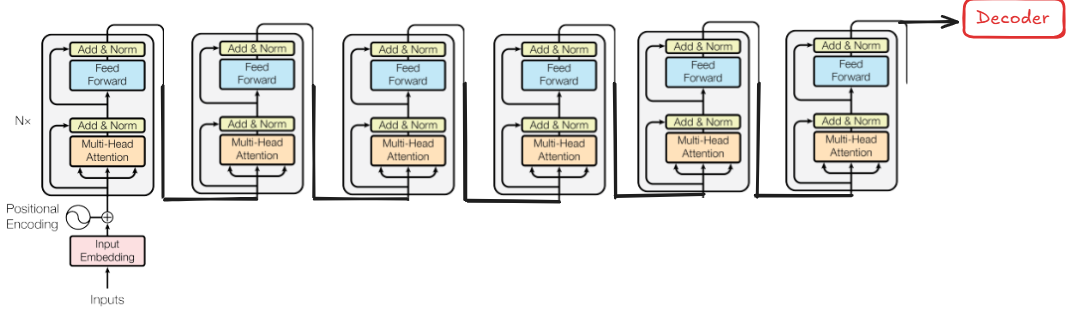 Decoder
Add & Norm
Feed
Forward
Add & Norm
Multi-Head
Attention
Nx
Positional
Encoding
Input
Embedding
Inputs
Add & Norm
Feed
Forward
Add & Norm
Multi-Head
Attention
Add & Norm
Feed
Forward
Add & Norm
Multi-Head
Attention
Add & Norm
Feed
Forward
Add & Norm
Multi-Head
Attention
Add & Norm
Feed
Forward
Add & Norm
Multi-Head
Attention
Add & Norm
Feed
Forward
Add & Norm
Multi-Head
Attention